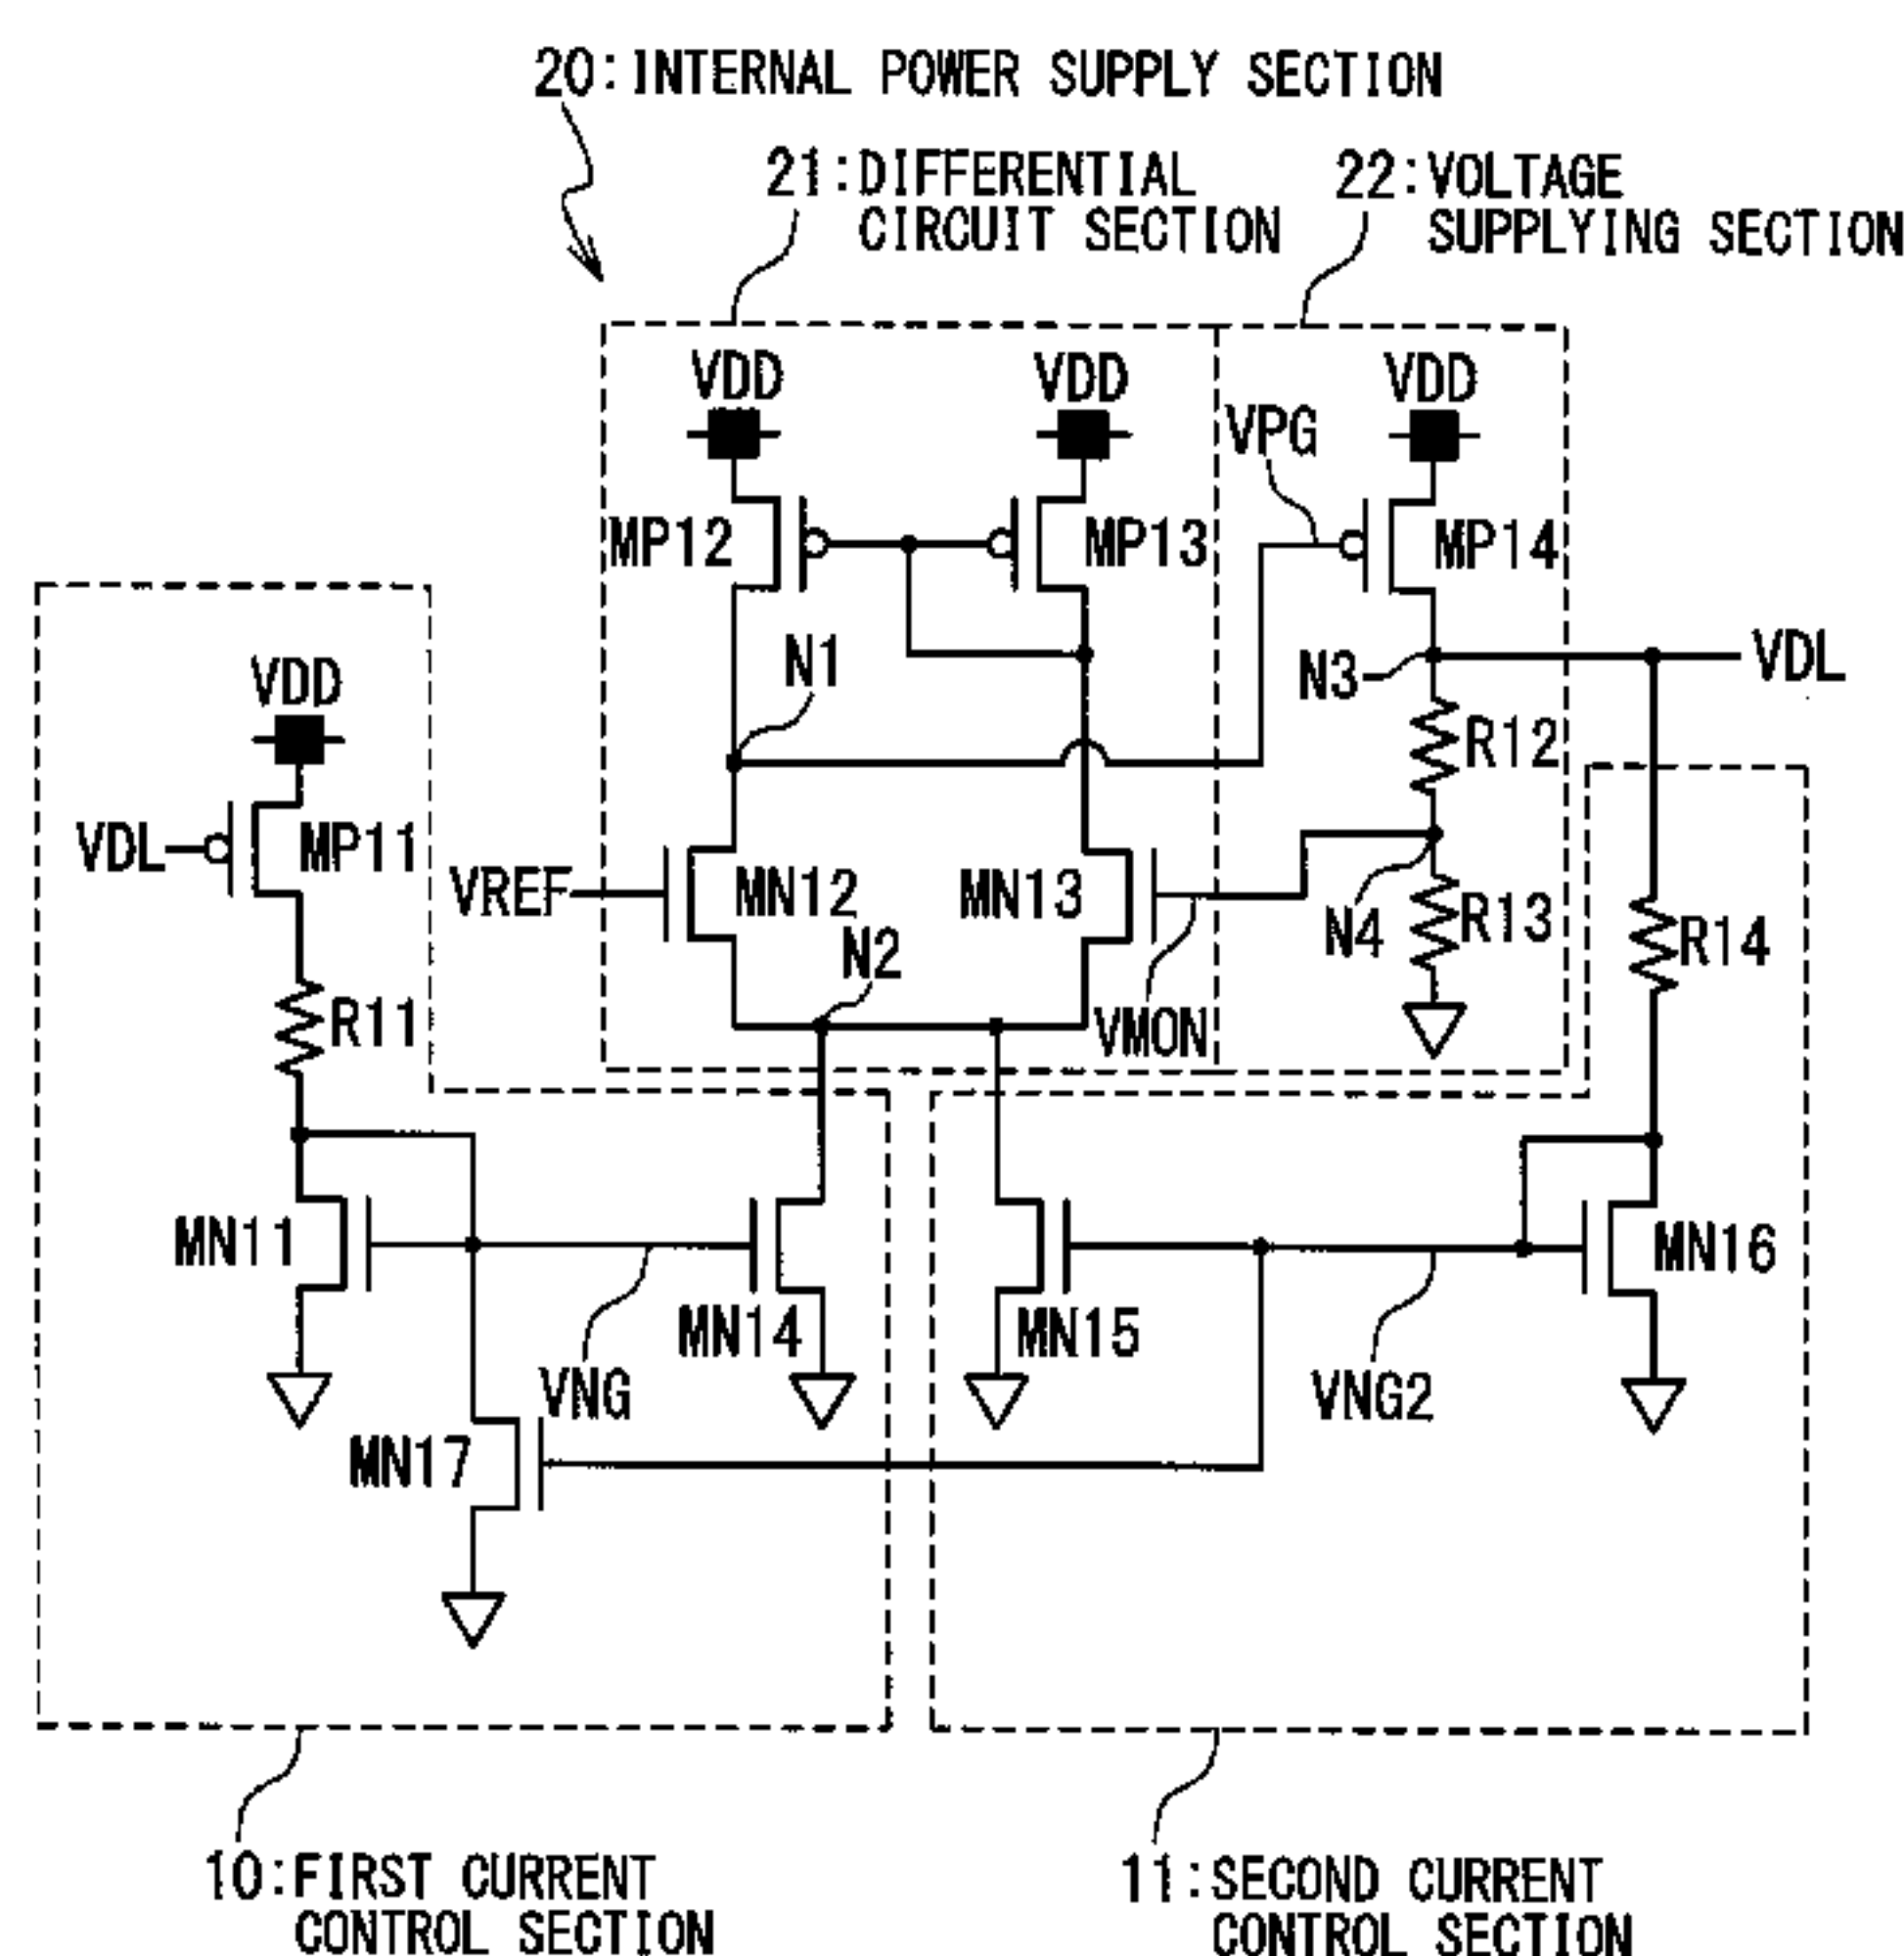 20:INTERNAL POWER SUPPLY SECTION
21:DIFFERENTIAL
CIRCUIT SECTION
22:VOLTAGE
SUPPLYING SECTION
VDD
VDD
VDD
VPG
MP12
MP13
MP14
N1
N3
VDL
VDD
R12
VDL
MP11
VREF
MN12
MN13
N2
N4
R13
R14
R11
VMON
MN11
MN14
MN15
MN16
VNG
VNG2
MN17
10:FIRST CURRENT
CONTROL SECTION
11:SECOND CURRENT
CONTROL SECTION